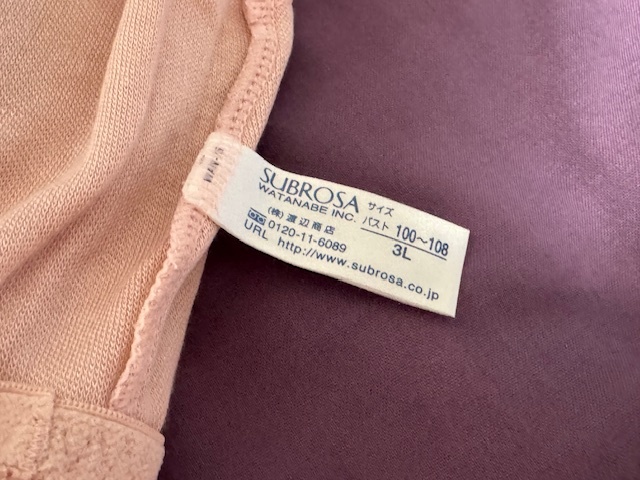 SUBROSA
WATANABE INC.
(株)渡辺商店
0120-11-6089
URL http://www.subrosa.co.jp
サイズ
バスト 100〜108
3L